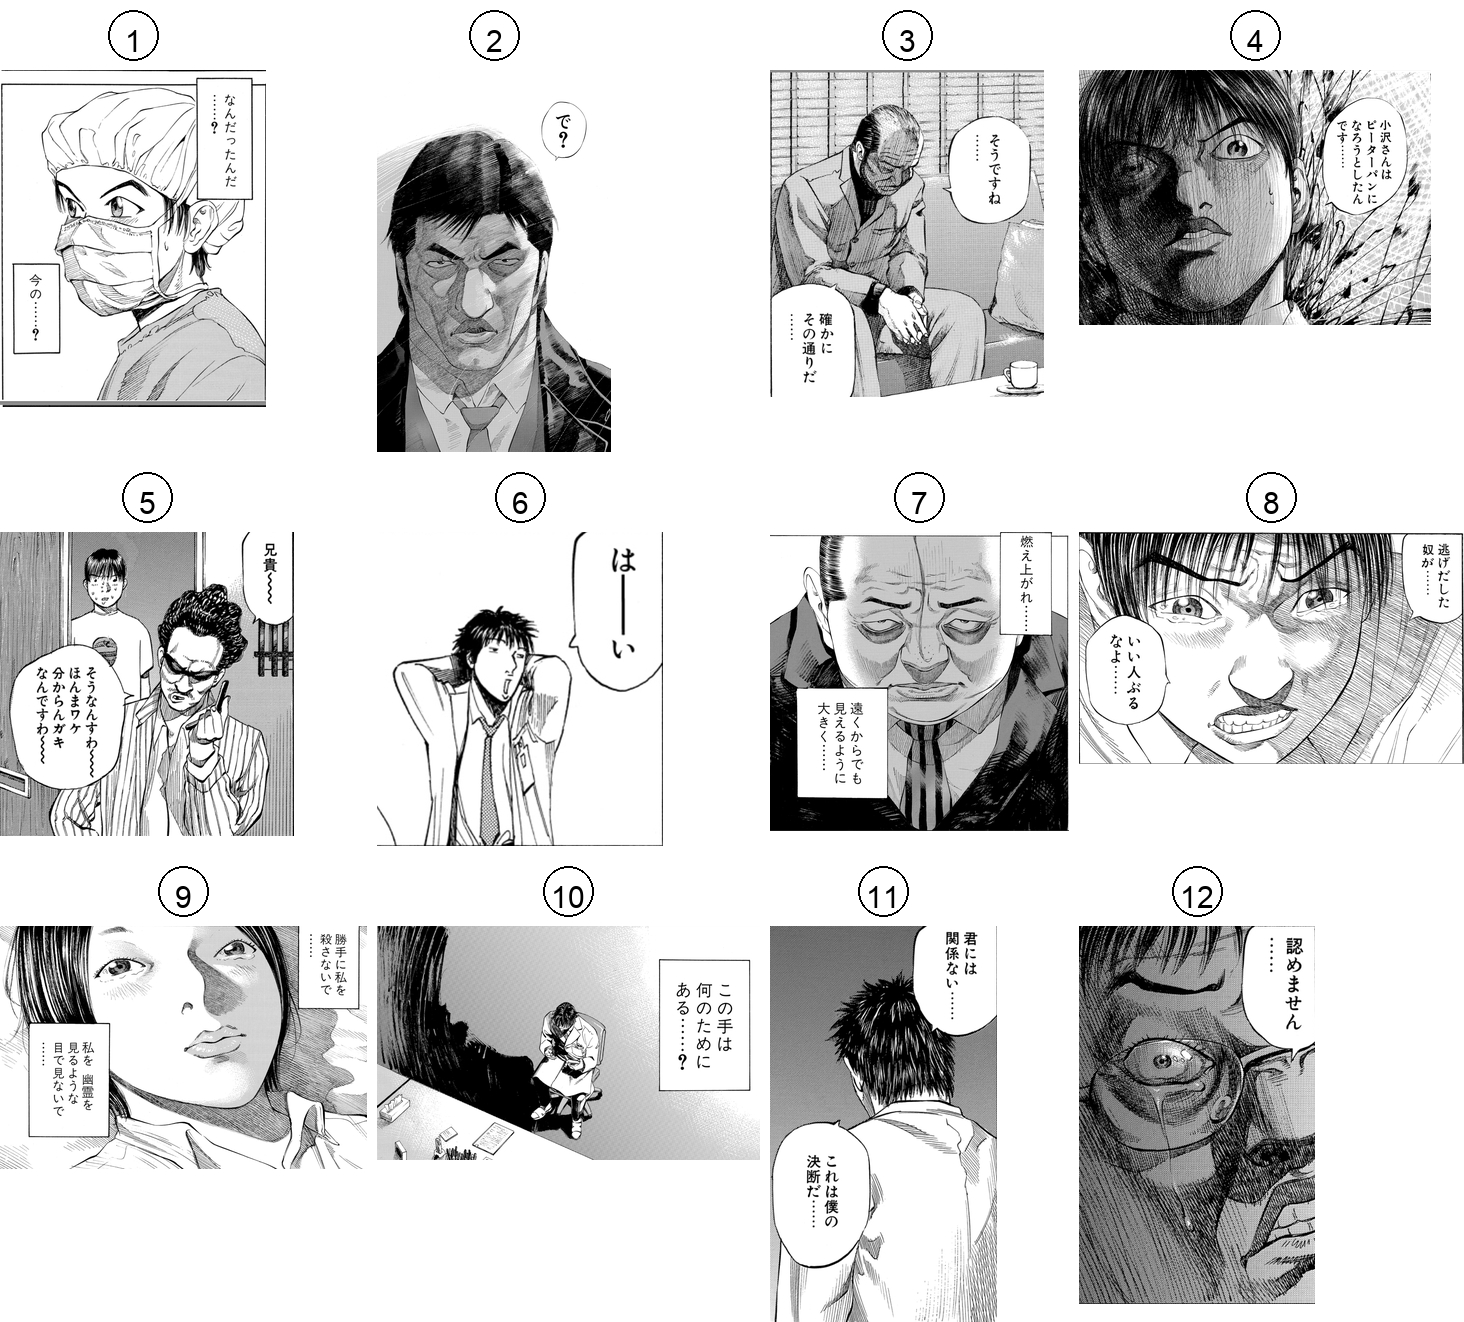 1
なんだったんだ
……?
今の……?
2
で?
3
そうですね
……
確かに
その通りだ
……
4
小沢さんは
ピーターパンに
なろうとしたん
です……
5
兄貴〜〜
そうなんすわ〜〜
ほんまワケ
分からんガキ
なんですわ〜〜
6
はーい
7
燃え上がれ……
遠くからでも
見えるように
大きく……
8
逃げだした
奴が……
いい人ぶる
なよ……
9
勝手に私を
殺さないで
……
私を 幽霊を
見るような
目で見ないで
……
10
この手は
何のために
ある……?
11
君には
関係ない……
これは僕の
決断だ……
12
認めません
……